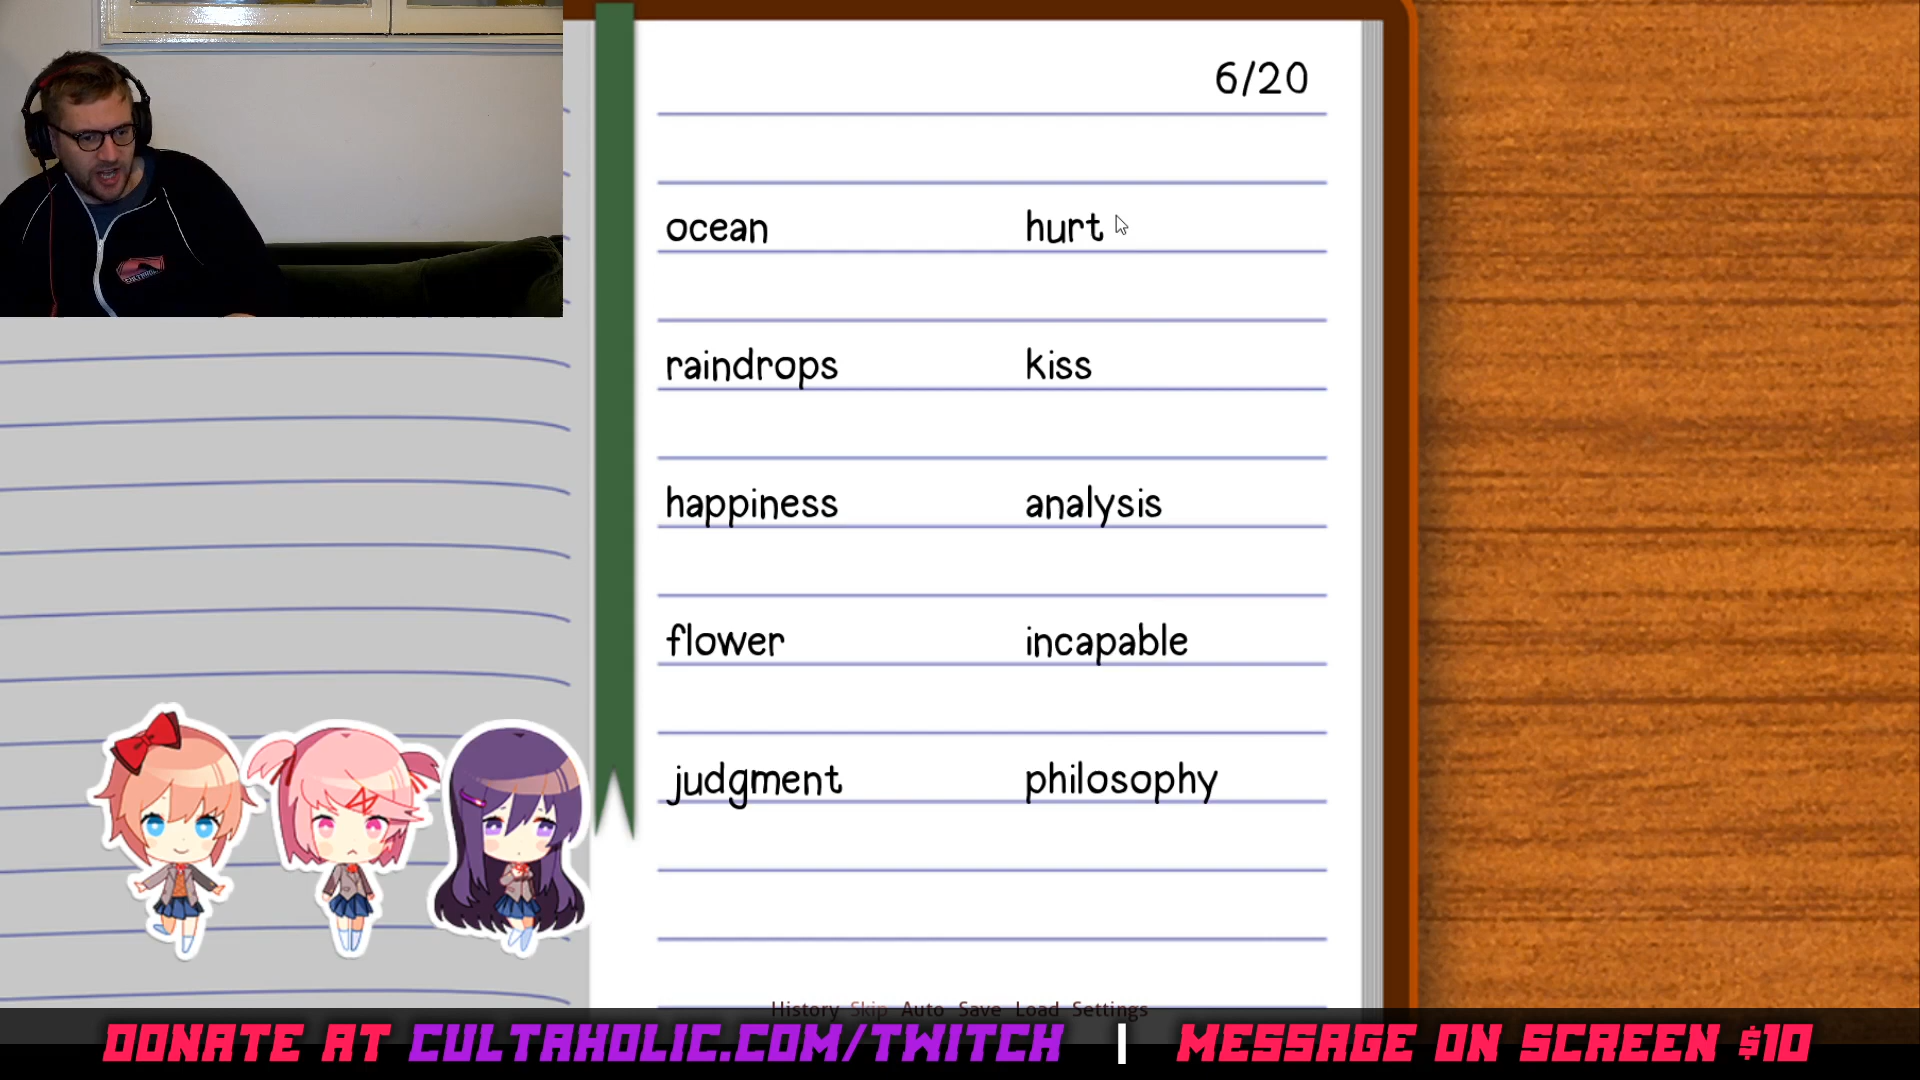 6/20
ocean hurt
raindrops kiss
happiness analysis
flower incapable
judgment philosophy
History Skip Auto Save Load Settings
DONATE AT CULTAHOLIC.COM/TWITCH | MESSAGE ON SCREEN $10